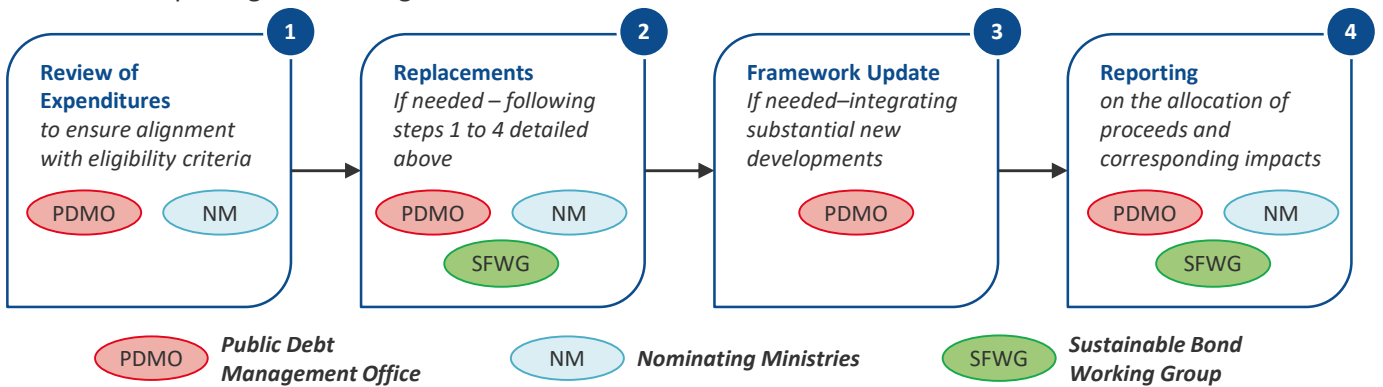 1
Review of
Expenditures
to ensure alignment
with eligibility criteria
PDMO
NM
2
Replacements
If needed – following
steps 1 to 4 detailed
above
PDMO
NM
SFWG
3
Framework Update
If needed–integrating
substantial new
developments
PDMO
4
Reporting
on the allocation of
proceeds and
corresponding impacts
PDMO
NM
SFWG
PDMO
Public Debt
Management Office
NM
Nominating Ministries
SFWG
Sustainable Bond
Working Group